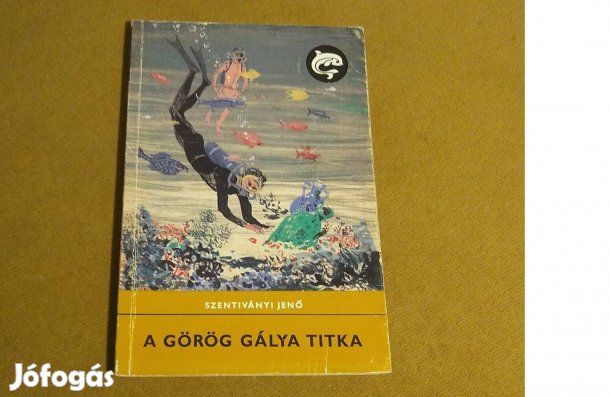 SZENTIVÁNYI JENŐ
A GÖRÖG GÁLYA TITKA
Jófogás